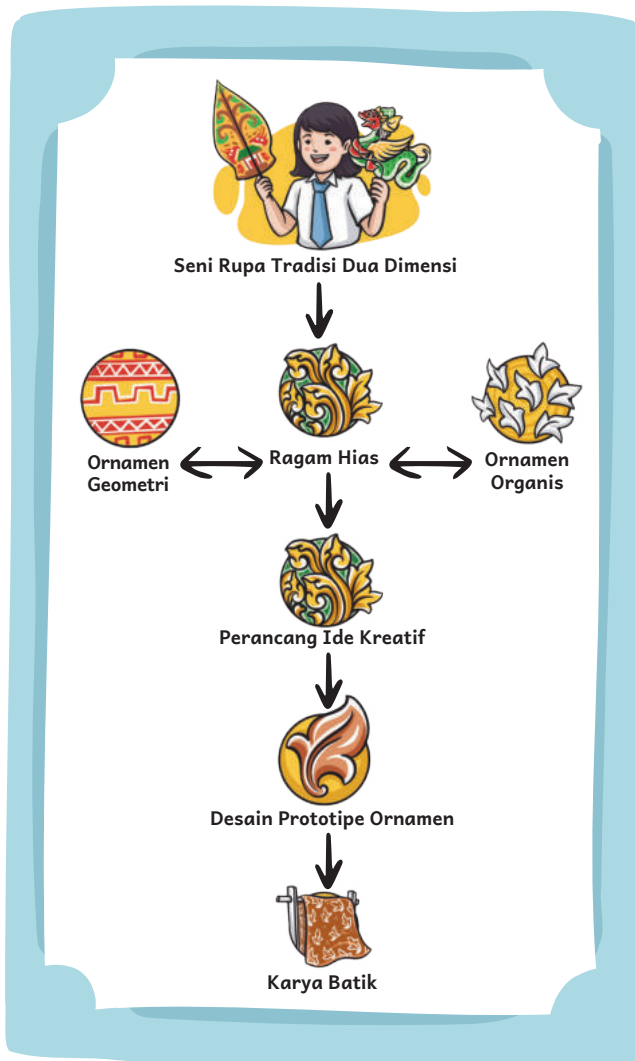 Seni Rupa Tradisi Dua Dimensi
Ornamen
Geometri
Ragam Hias
Ornamen
Organis
Perancang Ide Kreatif
Desain Prototipe Ornamen
Karya Batik